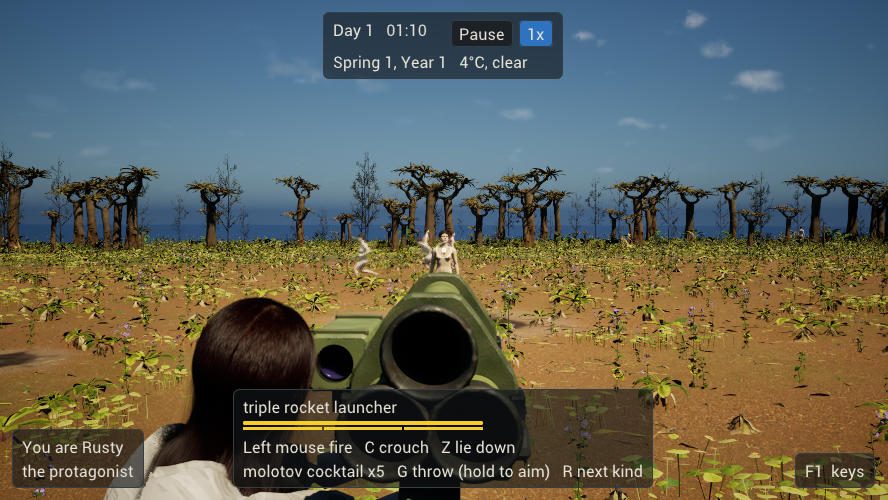 Day 1 01:10 Pause 1x
Spring 1, Year 1 4°C, clear
triple rocket launcher
Left mouse fire C crouch Z lie down
molotov cocktail x5 G throw (hold to aim) R next kind
You are Rusty
the protagonist
F1 keys